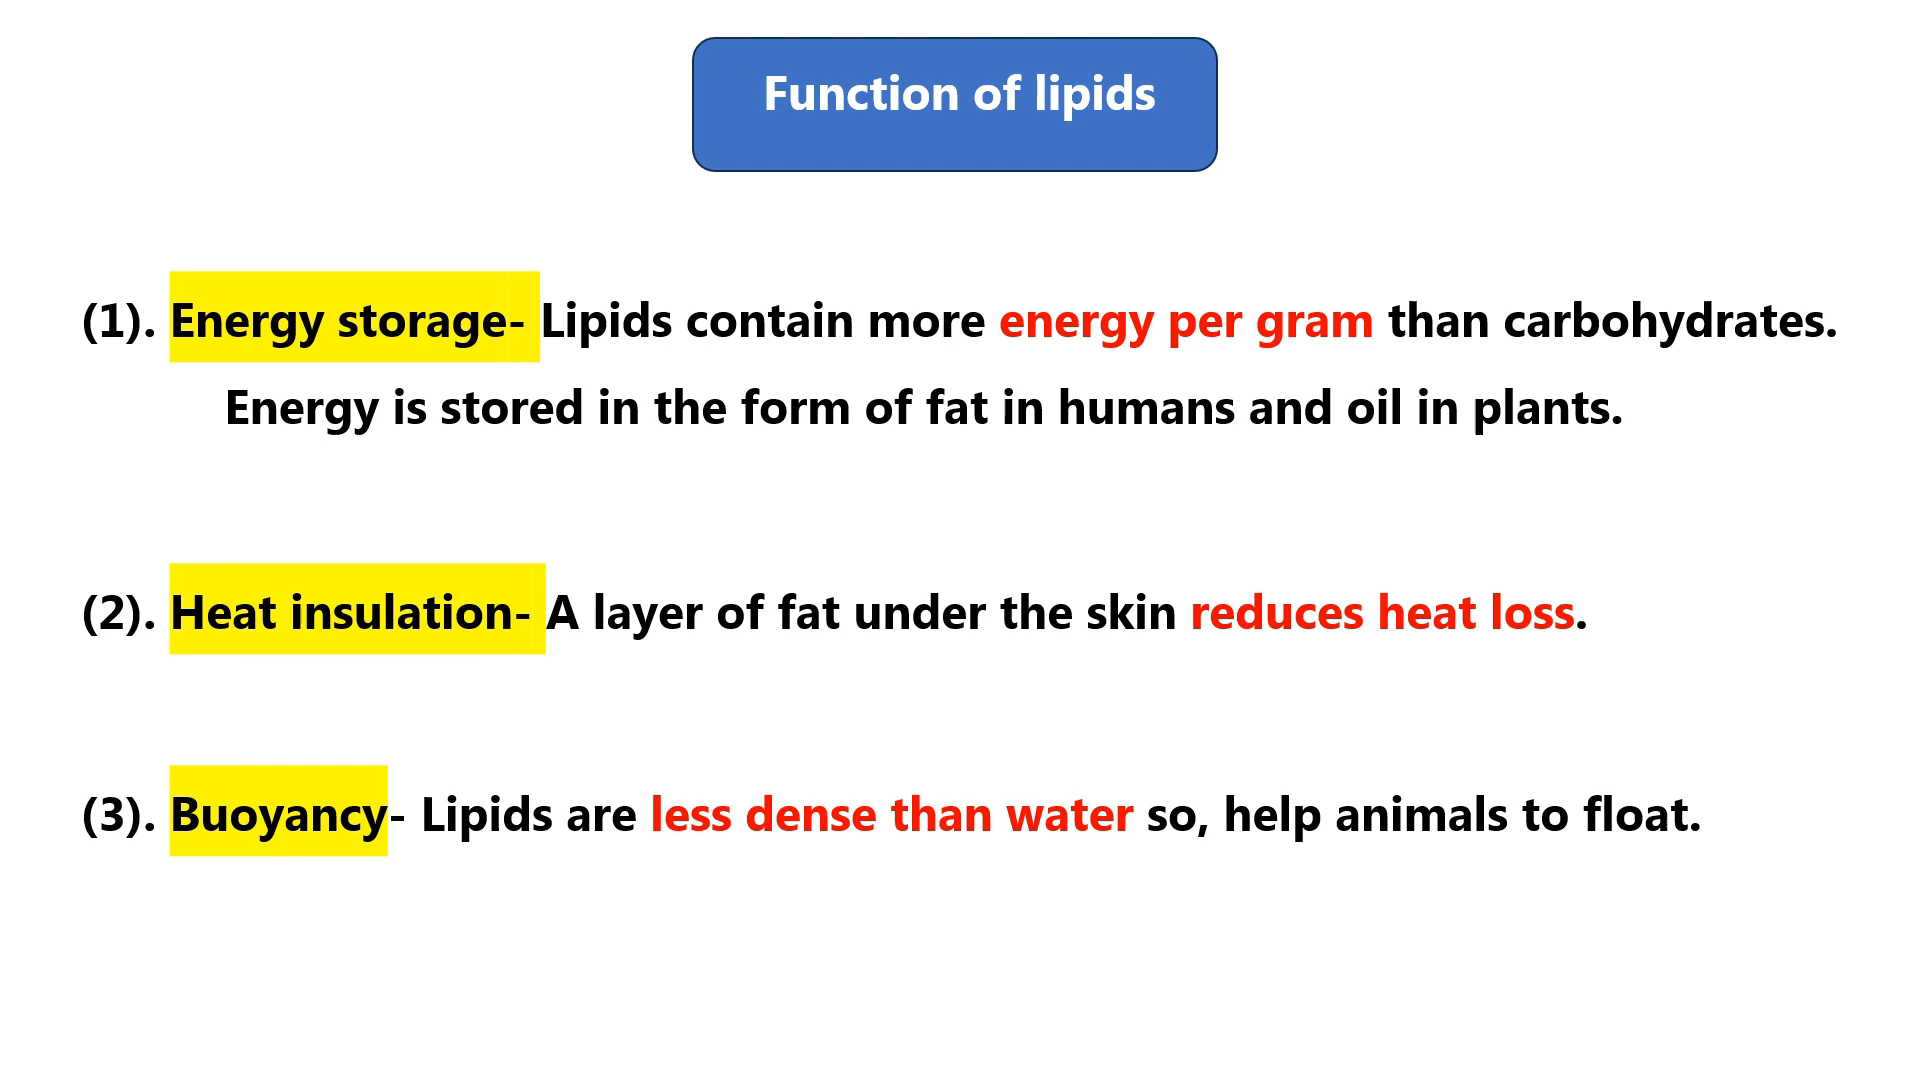 Function of lipids
(1). Energy storage- Lipids contain more energy per gram than carbohydrates.
Energy is stored in the form of fat in humans and oil in plants.
(2). Heat insulation- A layer of fat under the skin reduces heat loss.
(3). Buoyancy- Lipids are less dense than water so, help animals to float.